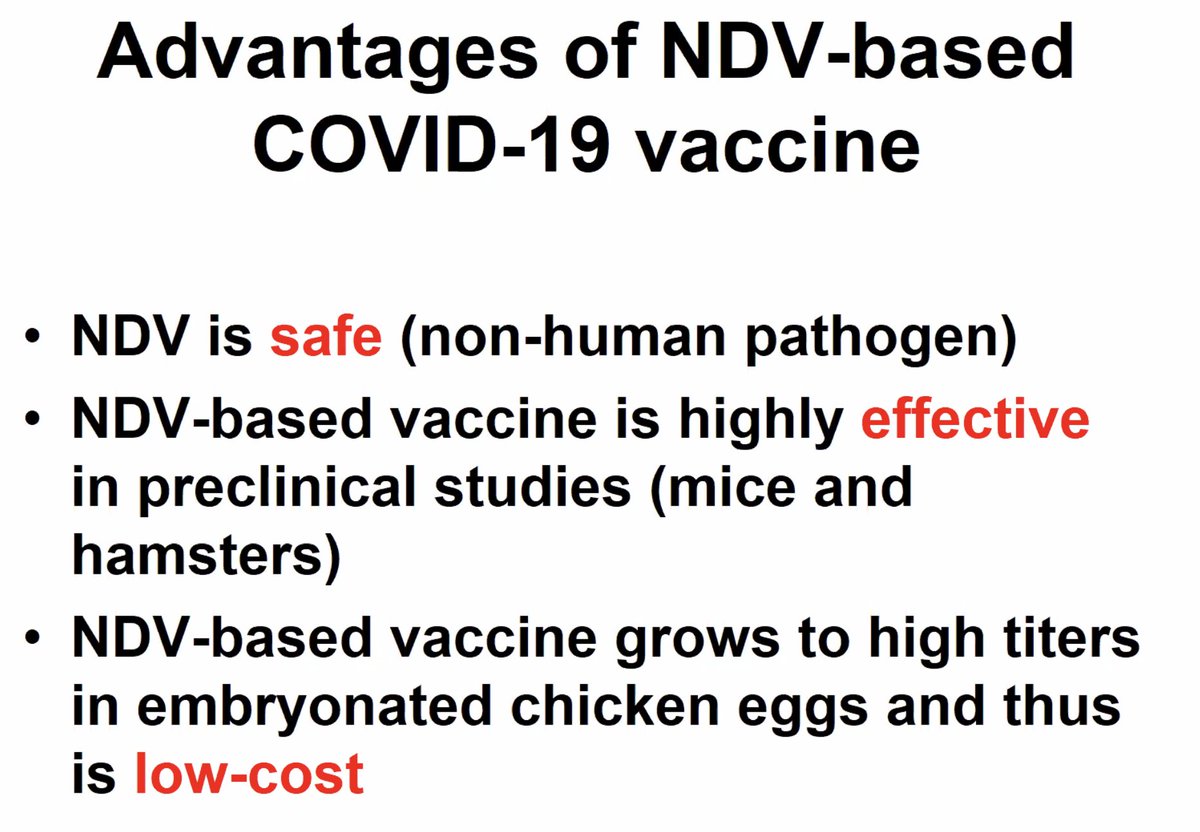 Advantages of NDV-based
COVID-19 vaccine
• NDV is safe (non-human pathogen)
• NDV-based vaccine is highly effective
in preclinical studies (mice and
hamsters)
• NDV-based vaccine grows to high titers
in embryonated chicken eggs and thus
is low-cost